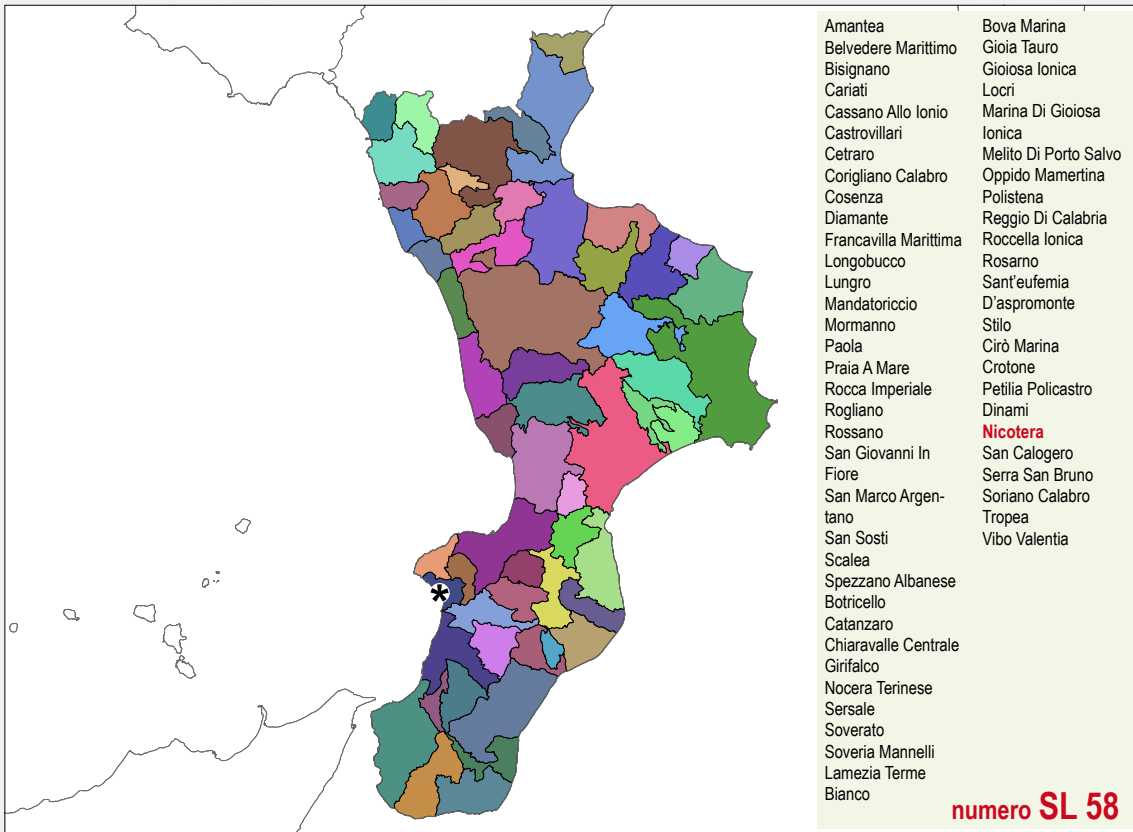 Amantea
Belvedere Marittimo
Bisignano
Cariati
Cassano Allo Ionio
Castrovillari
Cetraro
Corigliano Calabro
Cosenza
Diamante
Francavilla Marittima
Longobucco
Lungro
Mandatoriccio
Mormanno
Paola
Praia A Mare
Rocca Imperiale
Rogliano
Rossano
San Giovanni In
Fiore
San Marco Argen-
tano
San Sosti
Scalea
Spezzano Albanese
Botricello
Catanzaro
Chiaravalle Centrale
Girifalco
Nocera Terinese
Sersale
Soverato
Soveria Mannelli
Lamezia Terme
Bianco
Bova Marina
Gioia Tauro
Gioiosa Ionica
Locri
Marina Di Gioiosa
Ionica
Melito Di Porto Salvo
Oppido Mamertina
Polistena
Reggio Di Calabria
Roccella Ionica
Rosarno
Sant'eufemia
D'aspromonte
Stilo
Cirò Marina
Crotone
Petilia Policastro
Dinami
Nicotera
San Calogero
Serra San Bruno
Soriano Calabro
Tropea
Vibo Valentia
numero SL 58
*